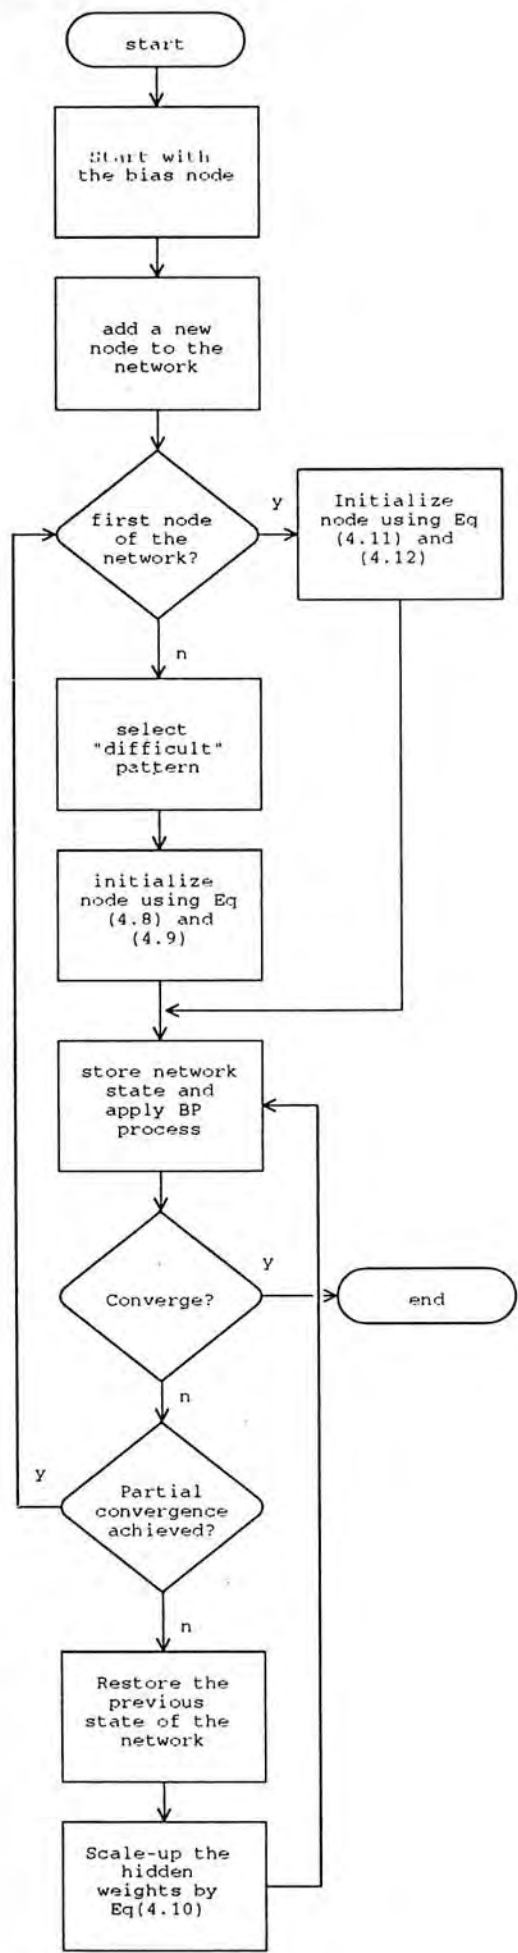 start
Start with
the bias node
add a new
node to the
network
first node
of the
network?
y
Initialize
node using Eq
(4.11) and
(4.12)
n
select
"difficult"
pattern
initialize
node using Eq
(4.8) and
(4.9)
store network
state and
apply BP
process
Converge?
y
end
n
y
Partial
convergence
achieved?
n
Restore the
previous
state of the
network
Scale-up the
hidden
weights by
Eq(4.10)